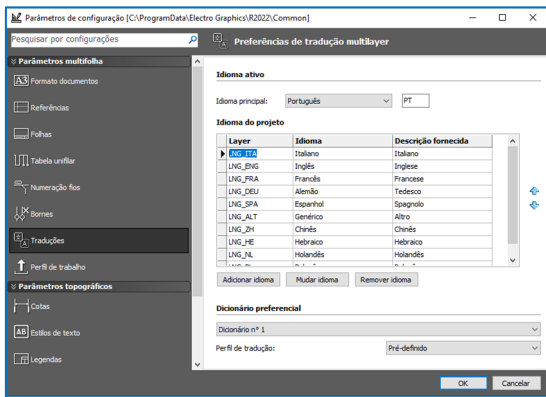 Parâmetros de configuração [C:\ProgramData\Electro Graphics\R2022\Common]
Pesquisar por configurações
Preferências de tradução multilayer
Parâmetros multifolha
A3 Formato documentos
Referências
Folhas
Tabela unifilar
Numeração fios
Bornes
Traduções
Perfil de trabalho
Parâmetros topográficos
Cotas
AB Estilos de texto
Legendas
Idioma ativo
Idioma principal: Português PT
Idioma do projeto
Layer Idioma Descrição fornecida
LNG_ITA Italiano Italiano
LNG_ENG Inglês Inglese
LNG_FRA Francês Francese
LNG_DEU Alemão Tedesco
LNG_SPA Espanhol Spagnolo
LNG_ALT Genérico Altro
LNG_ZH Chinês Chinês
LNG_HE Hebraico Hebraico
LNG_NL Holandês Holandês
Adicionar idioma Mudar idioma Remover idioma
Dicionário preferencial
Dicionário nº 1
Perfil de tradução: Pré-definido
OK Cancelar